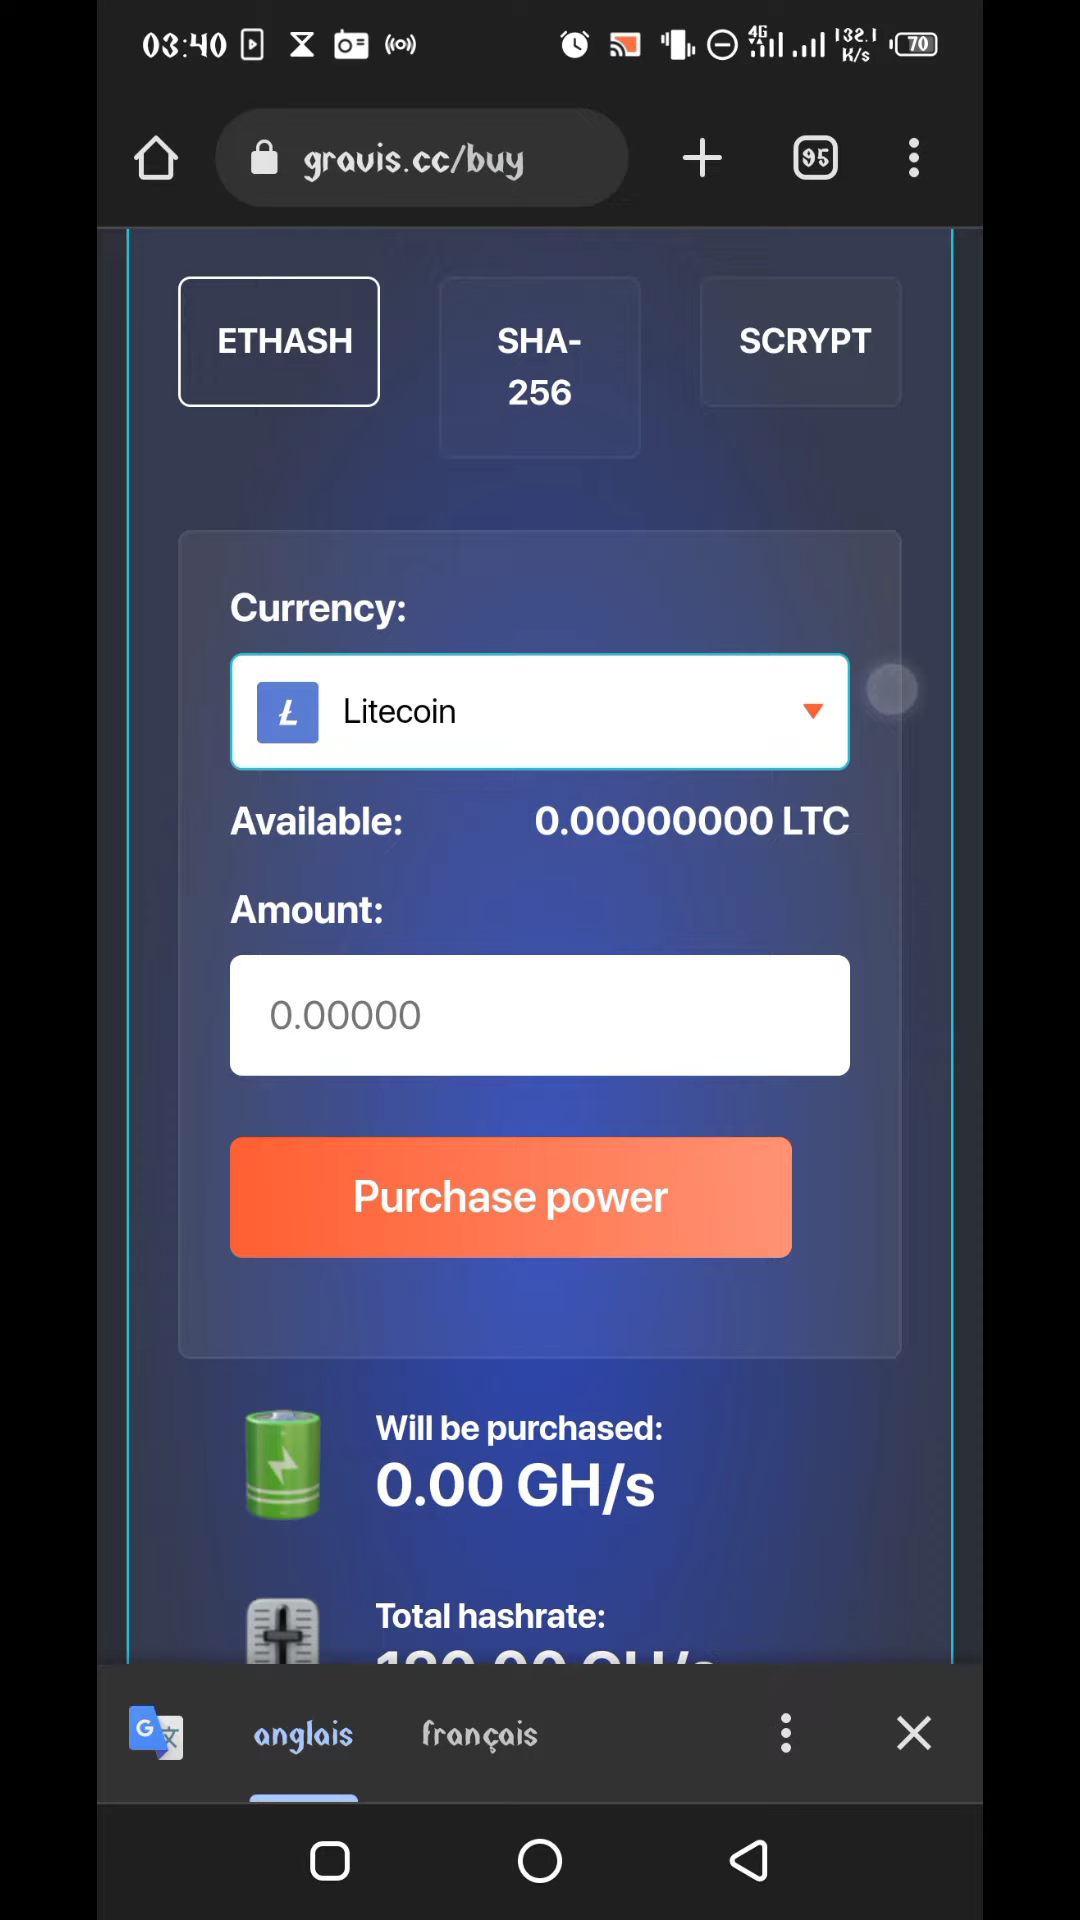 03:40
4G
132.1
K/s
70
gravis.cc/buy
95
ETHASH
SHA-
256
SCRYPT
Currency:
Ł
Litecoin
Available:
0.00000000 LTC
Amount:
0.00000
Purchase power
Will be purchased:
0.00 GH/s
Total hashrate:
G
文
anglais
français